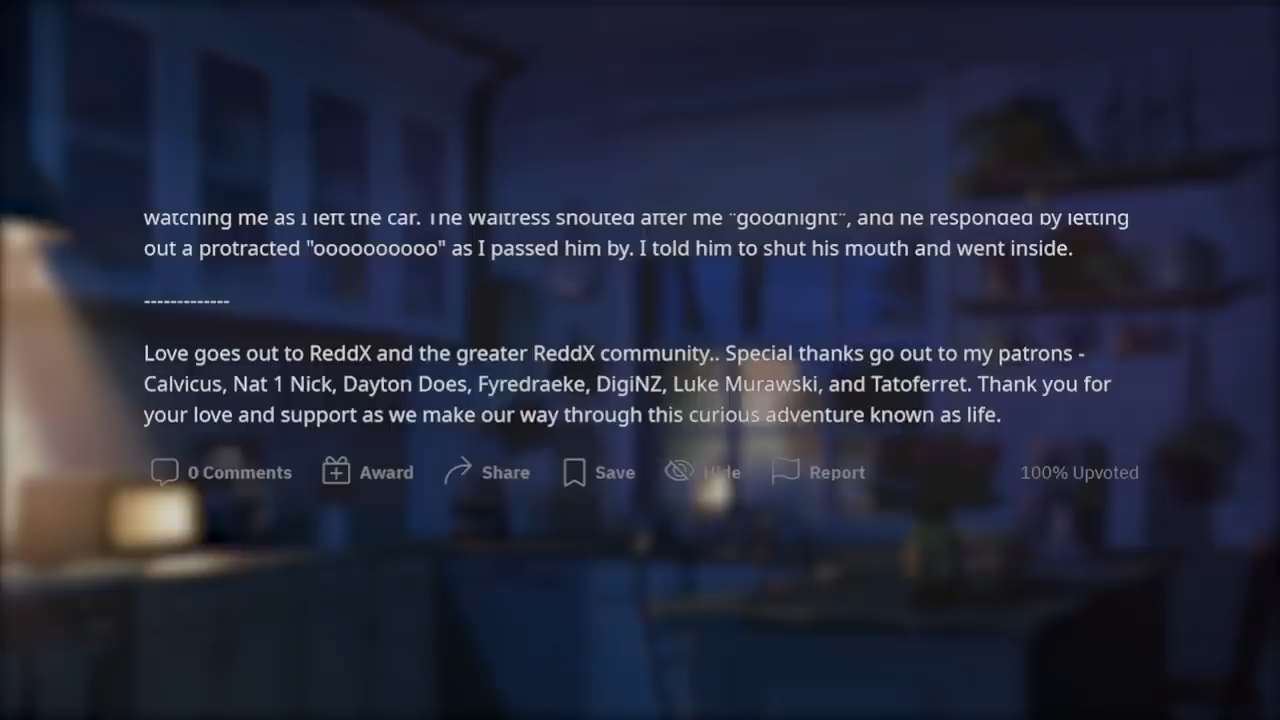 watching me as I left the car. The Waitress shouted after me "goodnight", and he responded by letting
out a protracted "oooooooooo" as I passed him by. I told him to shut his mouth and went inside.
-------------
Love goes out to ReddX and the greater ReddX community.. Special thanks go out to my patrons -
Calvicus, Nat 1 Nick, Dayton Does, Fyredraeke, DigiNZ, Luke Murawski, and Tatoferret. Thank you for
your love and support as we make our way through this curious adventure known as life.
0 Comments Award Share Save Hide Report 100% Upvoted